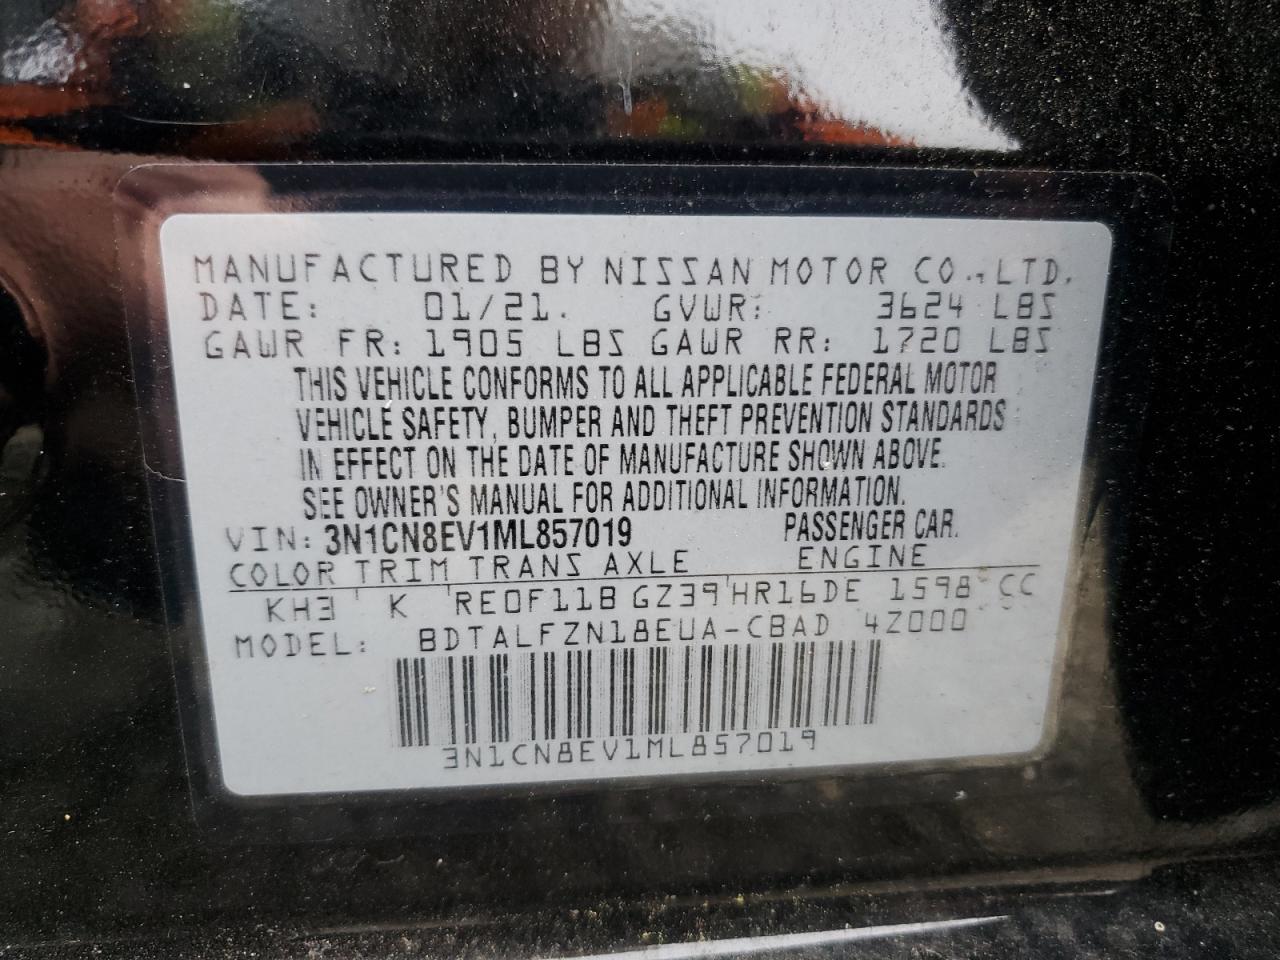 MANUFACTURED BY NISSAN MOTOR CO., LTD.
DATE: 01/21. GVWR: 3624 LBS
GAWR FR: 1905 LBS GAWR RR: 1720 LBS
THIS VEHICLE CONFORMS TO ALL APPLICABLE FEDERAL MOTOR
VEHICLE SAFETY, BUMPER AND THEFT PREVENTION STANDARDS
IN EFFECT ON THE DATE OF MANUFACTURE SHOWN ABOVE.
SEE OWNER'S MANUAL FOR ADDITIONAL INFORMATION.
VIN: 3N1CN8EV1ML857019 PASSENGER CAR.
COLOR TRIM TRANS AXLE ENGINE
KH3 K RE0F11B GZ39 HR16DE 1598 CC
MODEL: BDTALFZN18EUA-CBAD 4Z000
3N1CN8EV1ML857019